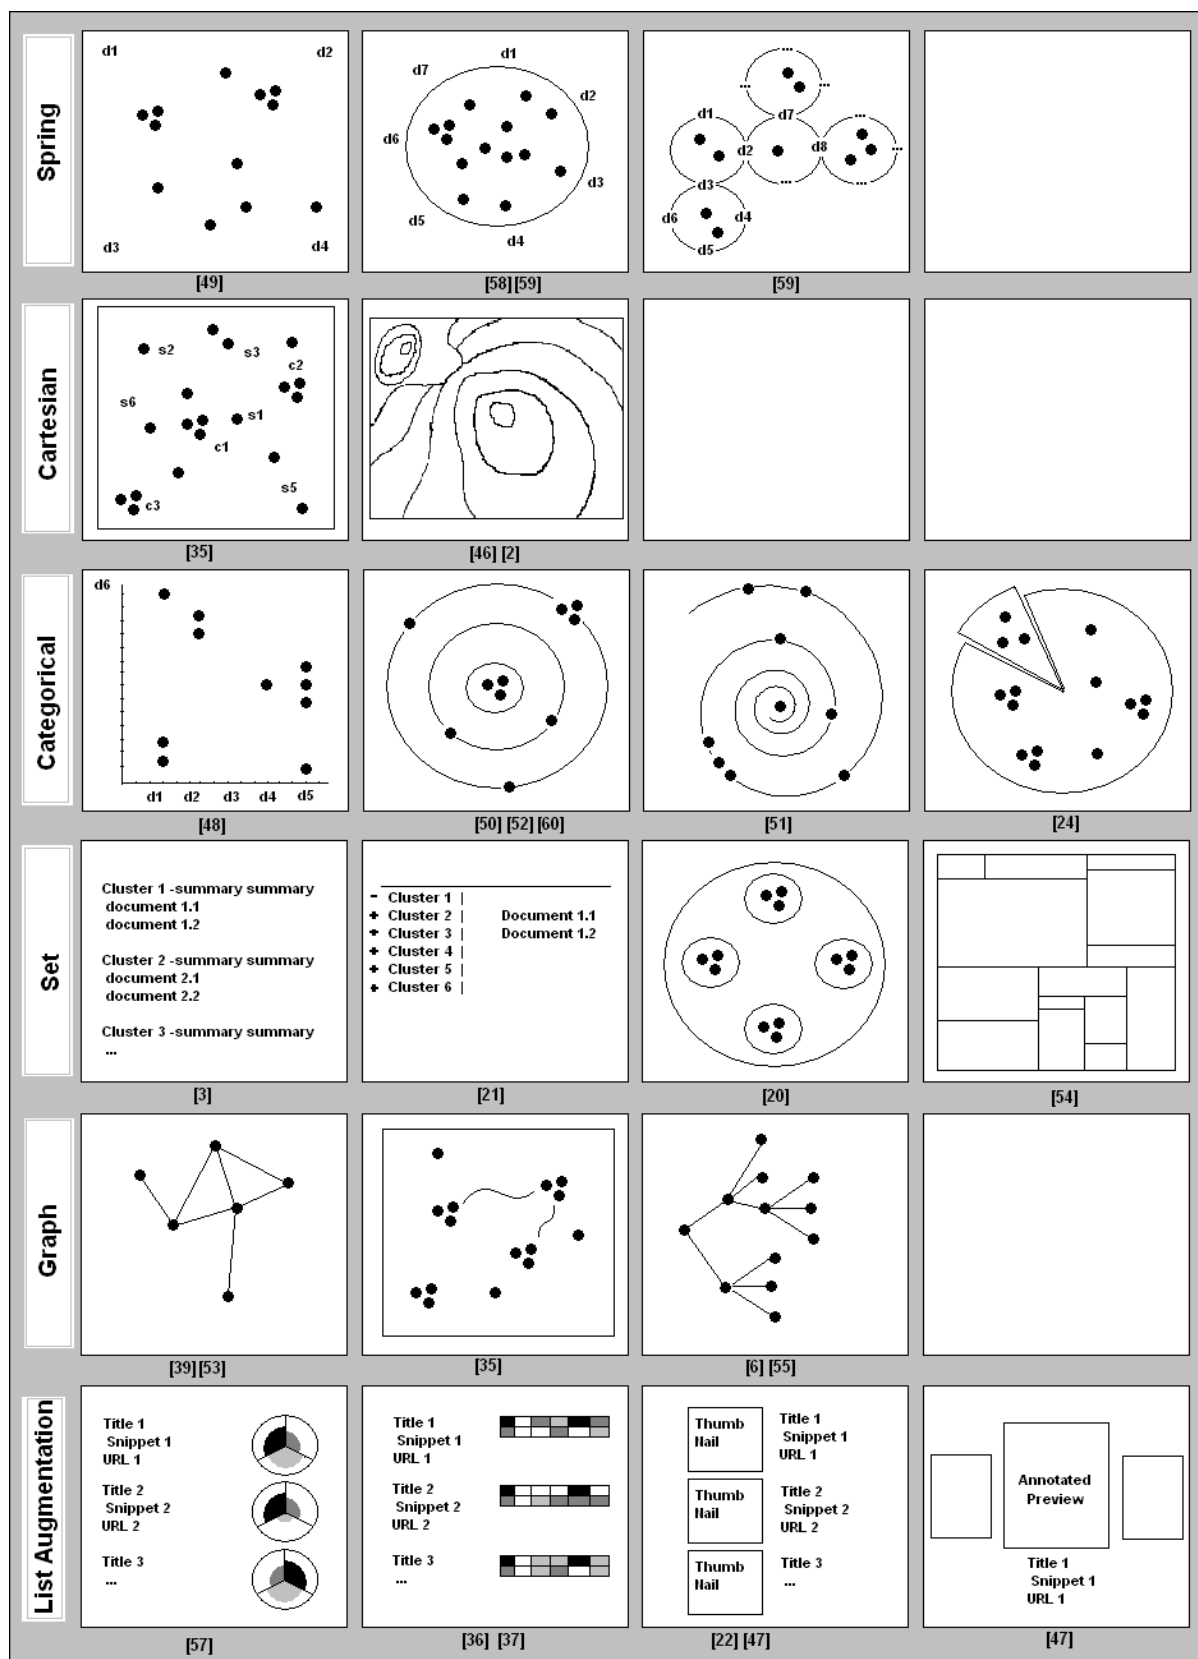 Spring
d1
d2
d3
d4
[49]
d1
d7
d2
d6
d3
d5
d4
[58][59]
...
... ...
d1
d7
...
d2
d8
...
d3
...
...
d6
d4
d5
[59]
Cartesian
s2
s3
c2
s6
s1
c1
s5
c3
[35]
[46] [2]
Categorical
d6
d1 d2 d3 d4 d5
[48]
[50] [52] [60]
[51]
[24]
Set
Cluster 1 -summary summary
document 1.1
document 1.2
Cluster 2 -summary summary
document 2.1
document 2.2
Cluster 3 -summary summary
...
[3]
- Cluster 1 |
+ Cluster 2 | Document 1.1
+ Cluster 3 | Document 1.2
+ Cluster 4 |
+ Cluster 5 |
+ Cluster 6 |
[21]
[20]
[54]
Graph
[39][53]
[35]
[6] [55]
List Augmentation
Title 1
Snippet 1
URL 1
Title 2
Snippet 2
URL 2
Title 3
...
[57]
Title 1
Snippet 1
URL 1
Title 2
Snippet 2
URL 2
Title 3
...
[36] [37]
Thumb
Nail
Title 1
Snippet 1
URL 1
Thumb
Nail
Title 2
Snippet 2
URL 2
Thumb
Nail
Title 3
...
[22] [47]
Annotated
Preview
Title 1
Snippet 1
URL 1
[47]